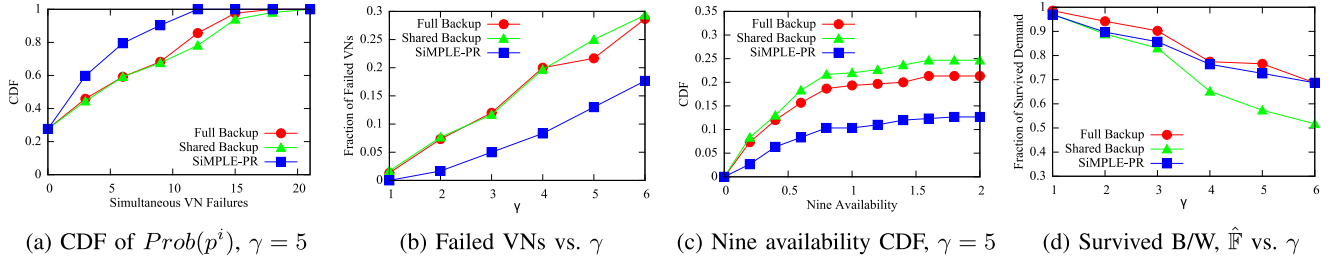 1
0.8
0.6
0.4
0.2
0
0 5 10 15 20
CDF
Simultaneous VN Failures
Full Backup
Shared Backup
SiMPLE-PR
(a) CDF of Prob(p^i), γ = 5
0.3
0.25
0.2
0.15
0.1
0.05
0
1 2 3 4 5 6
Fraction of Failed VNs
γ
Full Backup
Shared Backup
SiMPLE-PR
(b) Failed VNs vs. γ
0.5
0.45
0.4
0.35
0.3
0.25
0.2
0.15
0.1
0.05
0
0 0.5 1 1.5 2
CDF
Nine Availability
Full Backup
Shared Backup
SiMPLE-PR
(c) Nine availability CDF, γ = 5
1
0.9
0.8
0.7
0.6
0.5
0.4
0.3
1 2 3 4 5 6
Fraction of Survived Demand
γ
Full Backup
Shared Backup
SiMPLE-PR
(d) Survived B/W, 𝔽̂ vs. γ